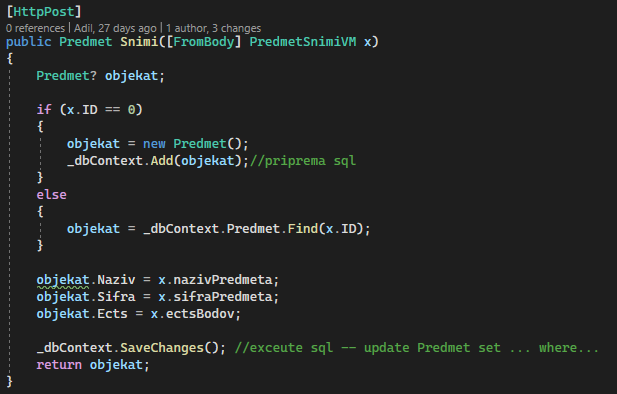 [HttpPost]
0 references | Adil, 27 days ago | 1 author, 3 changes
public Predmet Snimi([FromBody] PredmetSnimiVM x)
{
Predmet? objekat;
if (x.ID == 0)
{
objekat = new Predmet();
_dbContext.Add(objekat);//priprema sql
}
else
{
objekat = _dbContext.Predmet.Find(x.ID);
}
objekat.Naziv = x.nazivPredmeta;
objekat.Sifra = x.sifraPredmeta;
objekat.Ects = x.ectsBodov;
_dbContext.SaveChanges(); //exceute sql -- update Predmet set ... where...
return objekat;
}